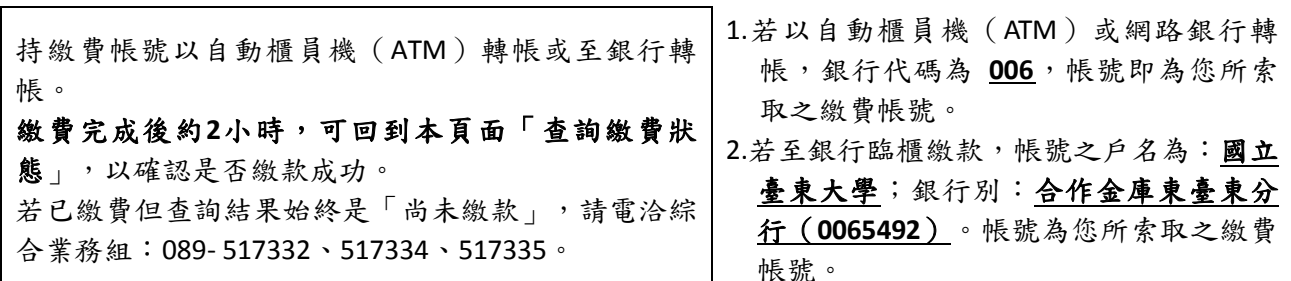 持繳費帳號以自動櫃員機（ATM）轉帳或至銀行轉
帳。
繳費完成後約2小時，可回到本頁面「查詢繳費狀
態」，以確認是否繳款成功。
若已繳費但查詢結果始終是「尚未繳款」，請電洽綜
合業務組：089- 517332、517334、517335。
1.若以自動櫃員機（ATM）或網路銀行轉
帳，銀行代碼為 006，帳號即為您所索
取之繳費帳號。
2.若至銀行臨櫃繳款，帳號之戶名為：國立
臺東大學；銀行別：合作金庫東臺東分
行（0065492）。帳號為您所索取之繳費
帳號。